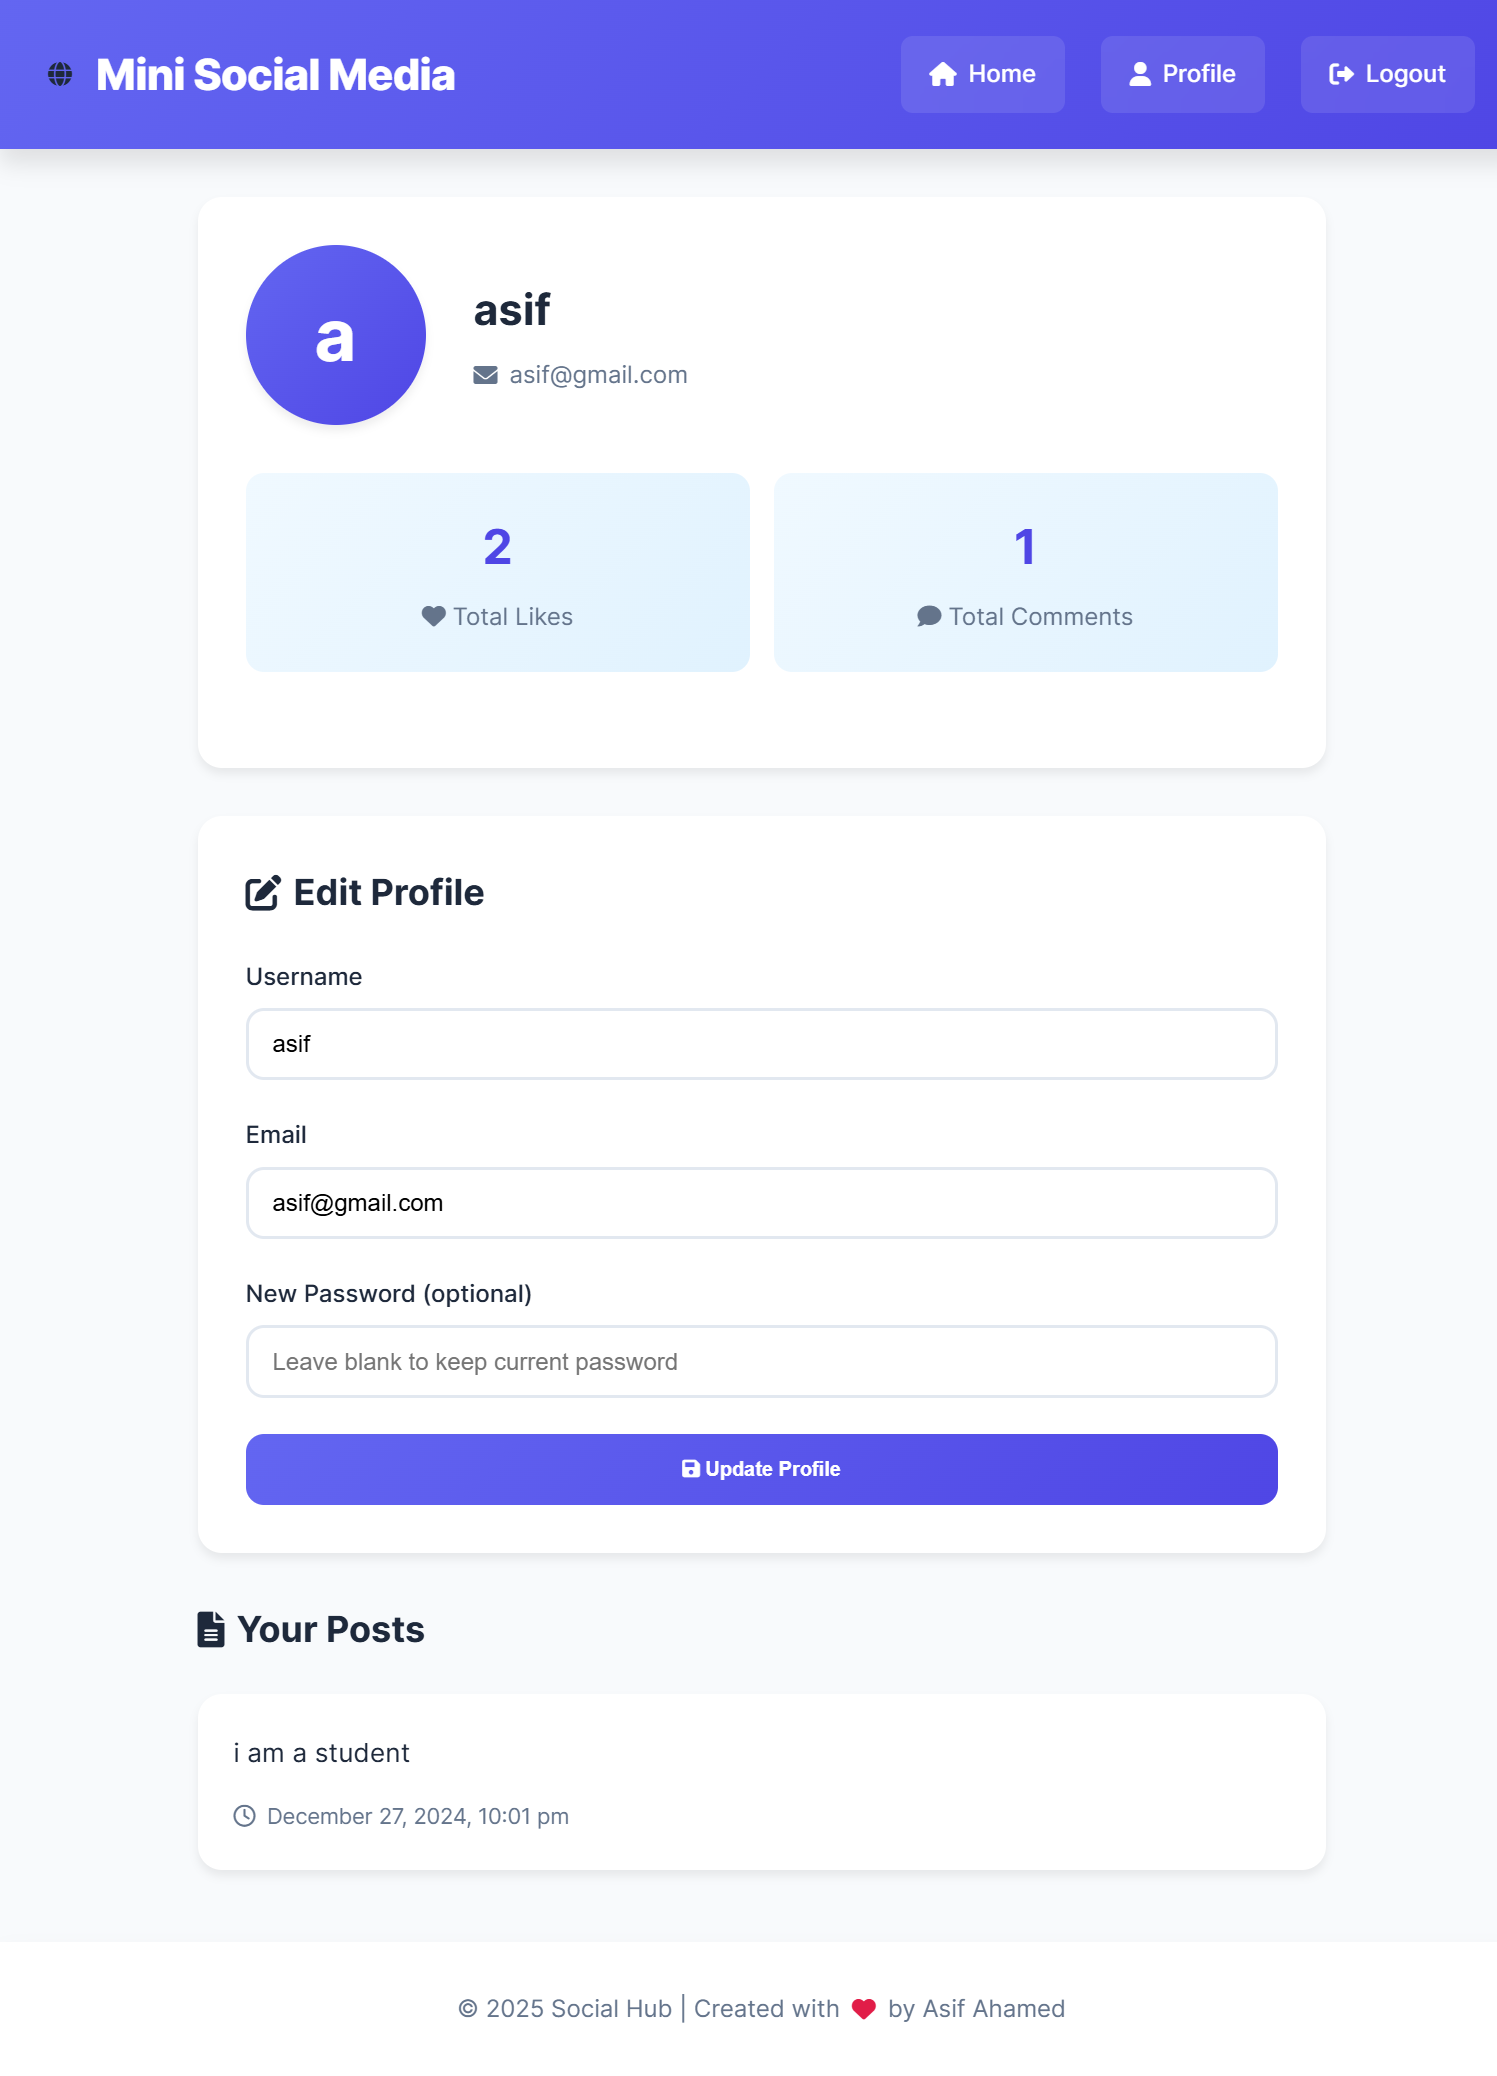 Mini Social Media
Home
Profile
Logout
a
asif
asif@gmail.com
2
Total Likes
1
Total Comments
Edit Profile
Username
asif
Email
asif@gmail.com
New Password (optional)
Leave blank to keep current password
Update Profile
Your Posts
i am a student
December 27, 2024, 10:01 pm
© 2025 Social Hub | Created with ❤ by Asif Ahamed